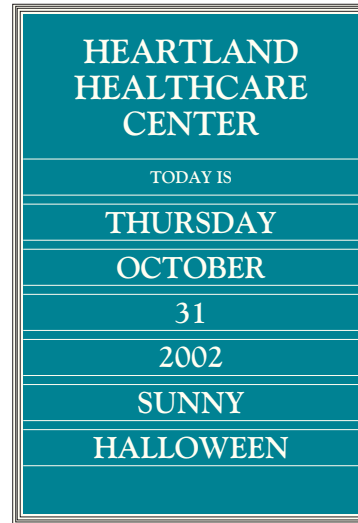 HEARTLAND
HEALTHCARE
CENTER
TODAY IS
THURSDAY
OCTOBER
31
2002
SUNNY
HALLOWEEN